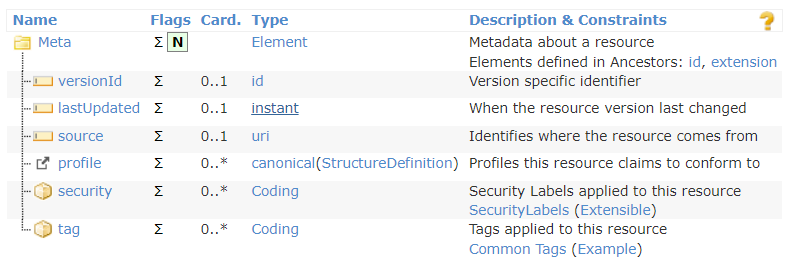 Name Flags Card. Type Description & Constraints ?
Meta Σ N Element Metadata about a resource
Elements defined in Ancestors: id, extension
versionId Σ 0..1 id Version specific identifier
lastUpdated Σ 0..1 instant When the resource version last changed
source Σ 0..1 uri Identifies where the resource comes from
profile Σ 0..* canonical(StructureDefinition) Profiles this resource claims to conform to
security Σ 0..* Coding Security Labels applied to this resource
SecurityLabels (Extensible)
tag Σ 0..* Coding Tags applied to this resource
Common Tags (Example)